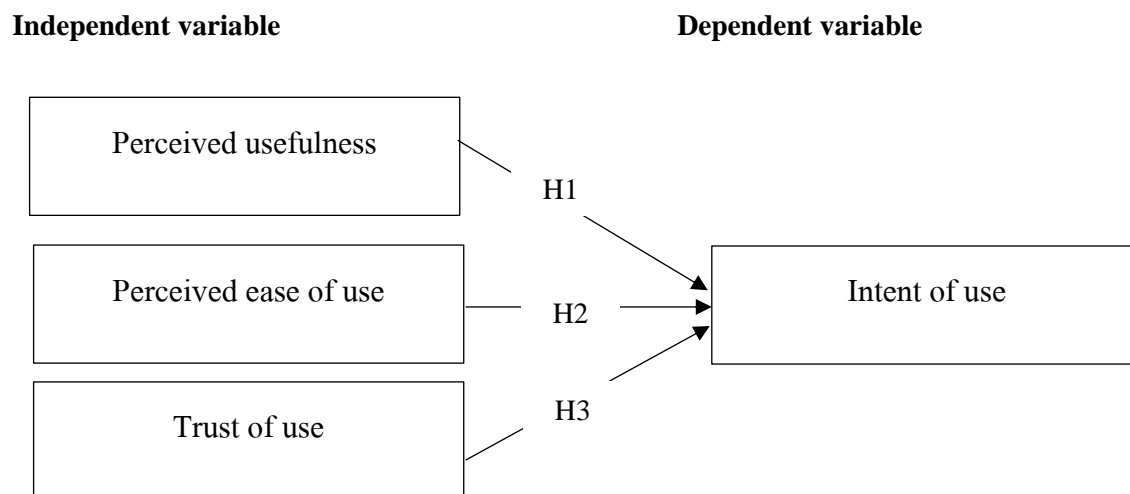 Independent variable
Dependent variable
Perceived usefulness
H1
Perceived ease of use
H2
Intent of use
Trust of use
H3